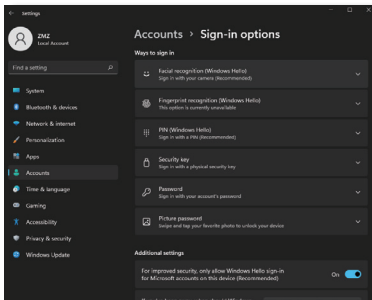 Settings
ZMZ
Local Account
Find a setting
System
Bluetooth & devices
Network & internet
Personalization
Apps
Accounts
Time & language
Gaming
Accessibility
Privacy & security
Windows Update
Accounts > Sign-in options
Ways to sign in
Facial recognition (Windows Hello)
Sign in with your camera (Recommended)
Fingerprint recognition (Windows Hello)
This option is currently unavailable
PIN (Windows Hello)
Sign in with a PIN (Recommended)
Security key
Sign in with a physical security key
Password
Sign in with your account's password
Picture password
Swipe and tap your favorite photo to unlock your device
Additional settings
For improved security, only allow Windows Hello sign-in
for Microsoft accounts on this device (Recommended)
On